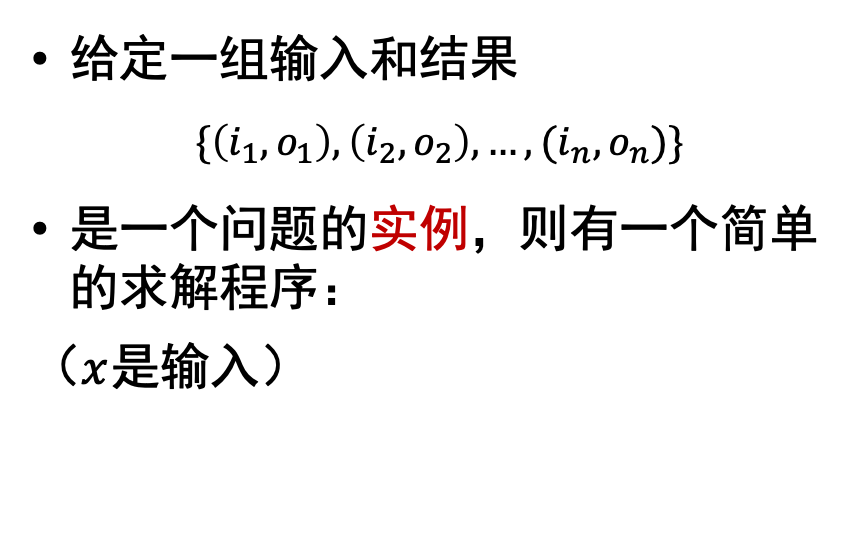 • 给定一组输入和结果
{(i₁, o₁), (i₂, o₂), … , (iₙ, oₙ)}
• 是一个问题的实例，则有一个简单
的求解程序：
（x是输入）